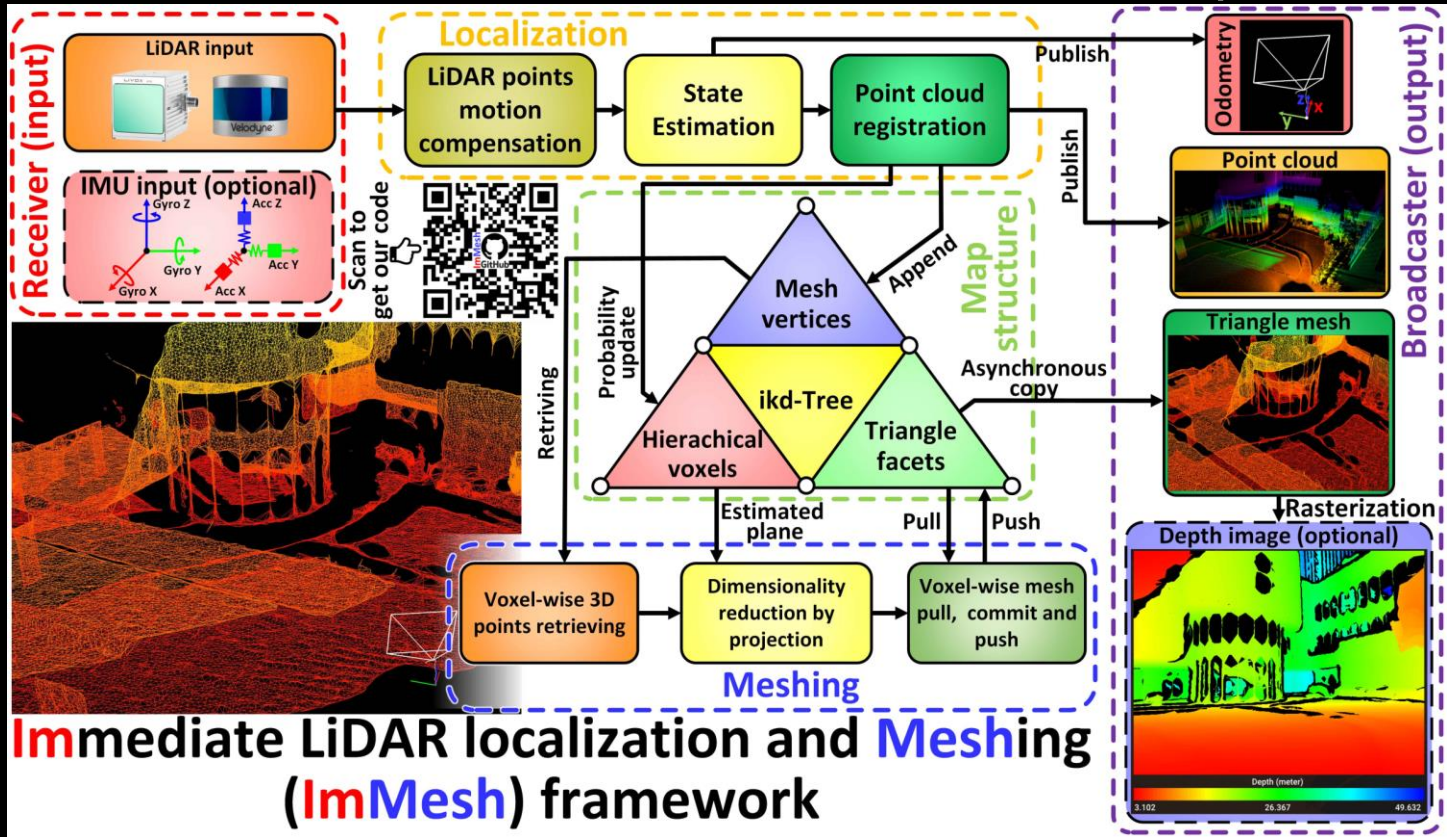 Receiver (input)
LiDAR input
LIVOX
Velodyne
IMU input (optional)
Gyro Z
Gyro Y
Gyro X
Acc Z
Acc Y
Acc X
Localization
LiDAR points
motion
compensation
State
Estimation
Point cloud
registration
Publish
Publish
Scan to
get our code
ImMesh
GitHub
Map
structure
Append
Probability
update
Retriving
Mesh
vertices
ikd-Tree
Hierachical
voxels
Triangle
facets
Asynchronous
copy
Estimated
plane
Pull
Push
Voxel-wise 3D
points retrieving
Dimensionality
reduction by
projection
Voxel-wise mesh
pull, commit and
push
Meshing
Broadcaster (output)
Odometry
z
x
y
Point cloud
Triangle mesh
Rasterization
Depth image (optional)
Depth (meter)
3.102 26.367 49.632
Immediate LiDAR localization and Meshing
(ImMesh) framework